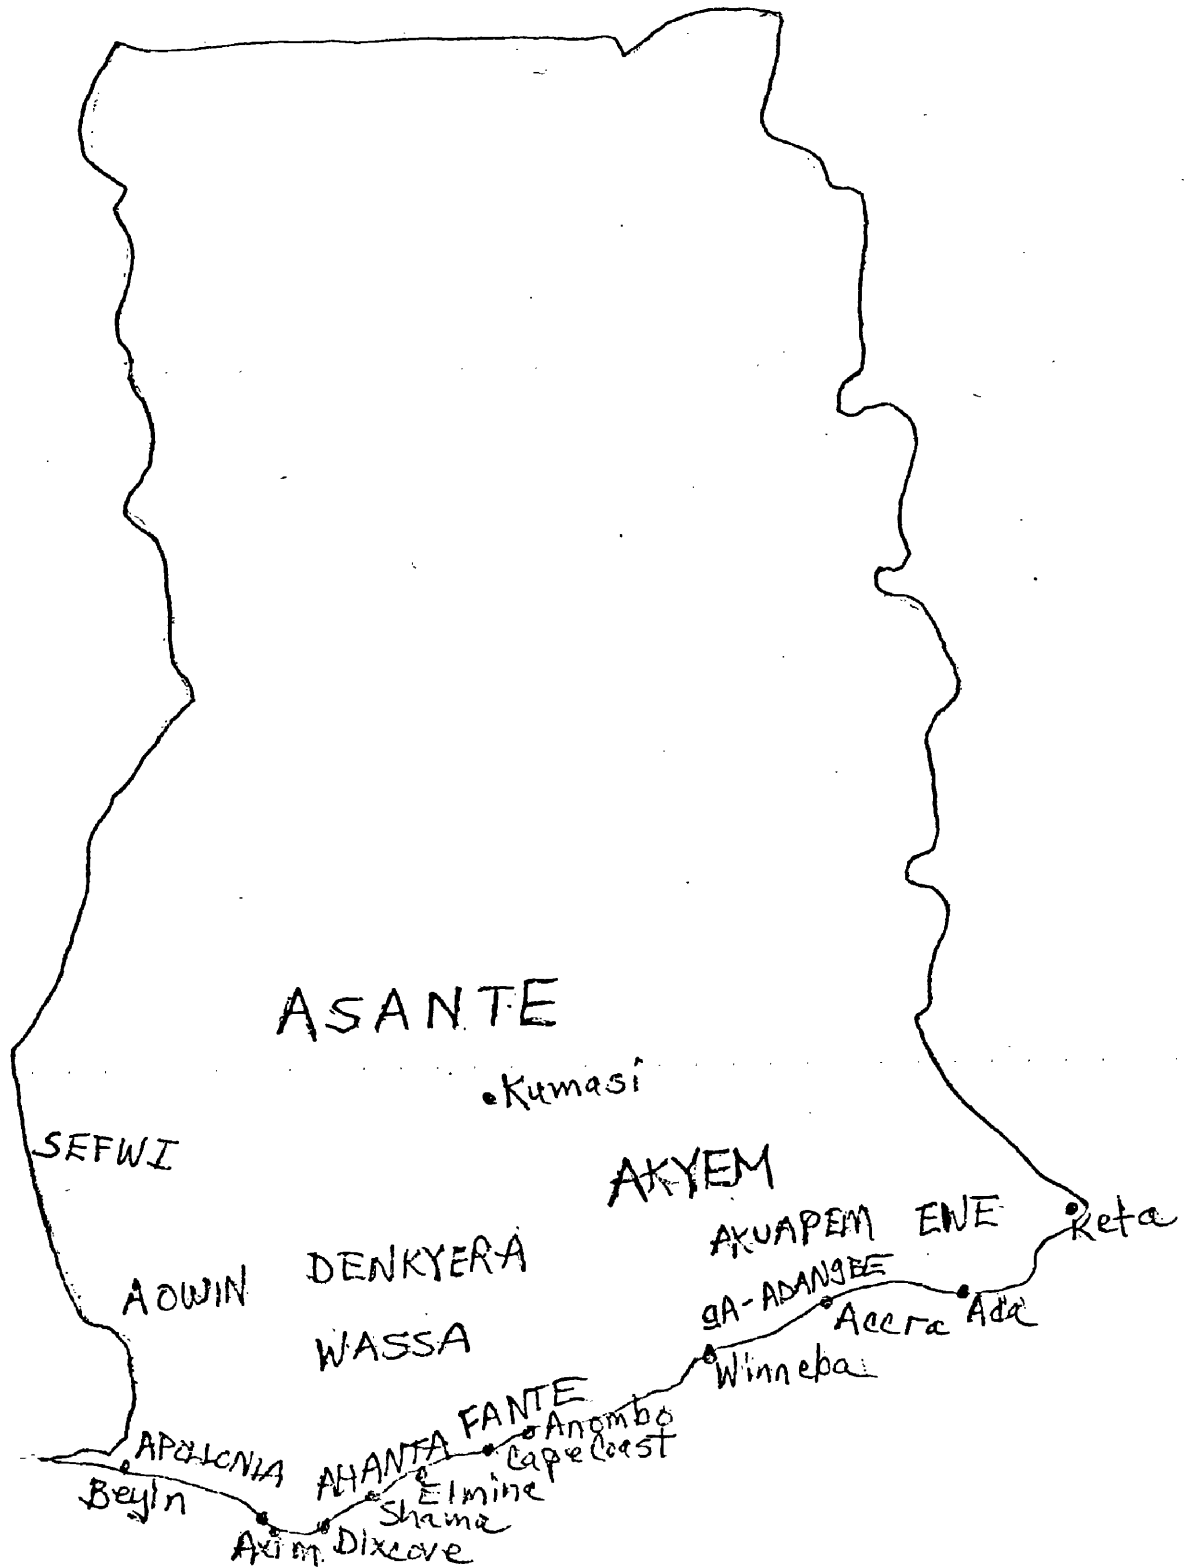 ASANTE
Kumasi
SEFWI
AKYEM
AKUAPEM
EWE
Keta
DENKYERA
AOWIN
GA-ADANGBE
Ada
Accra
WASSA
Winneba
FANTE
Anombo
Cape Coast
APOLLONIA
AHANTA
Elmina
Beyin
Shama
Axim
Dixcove